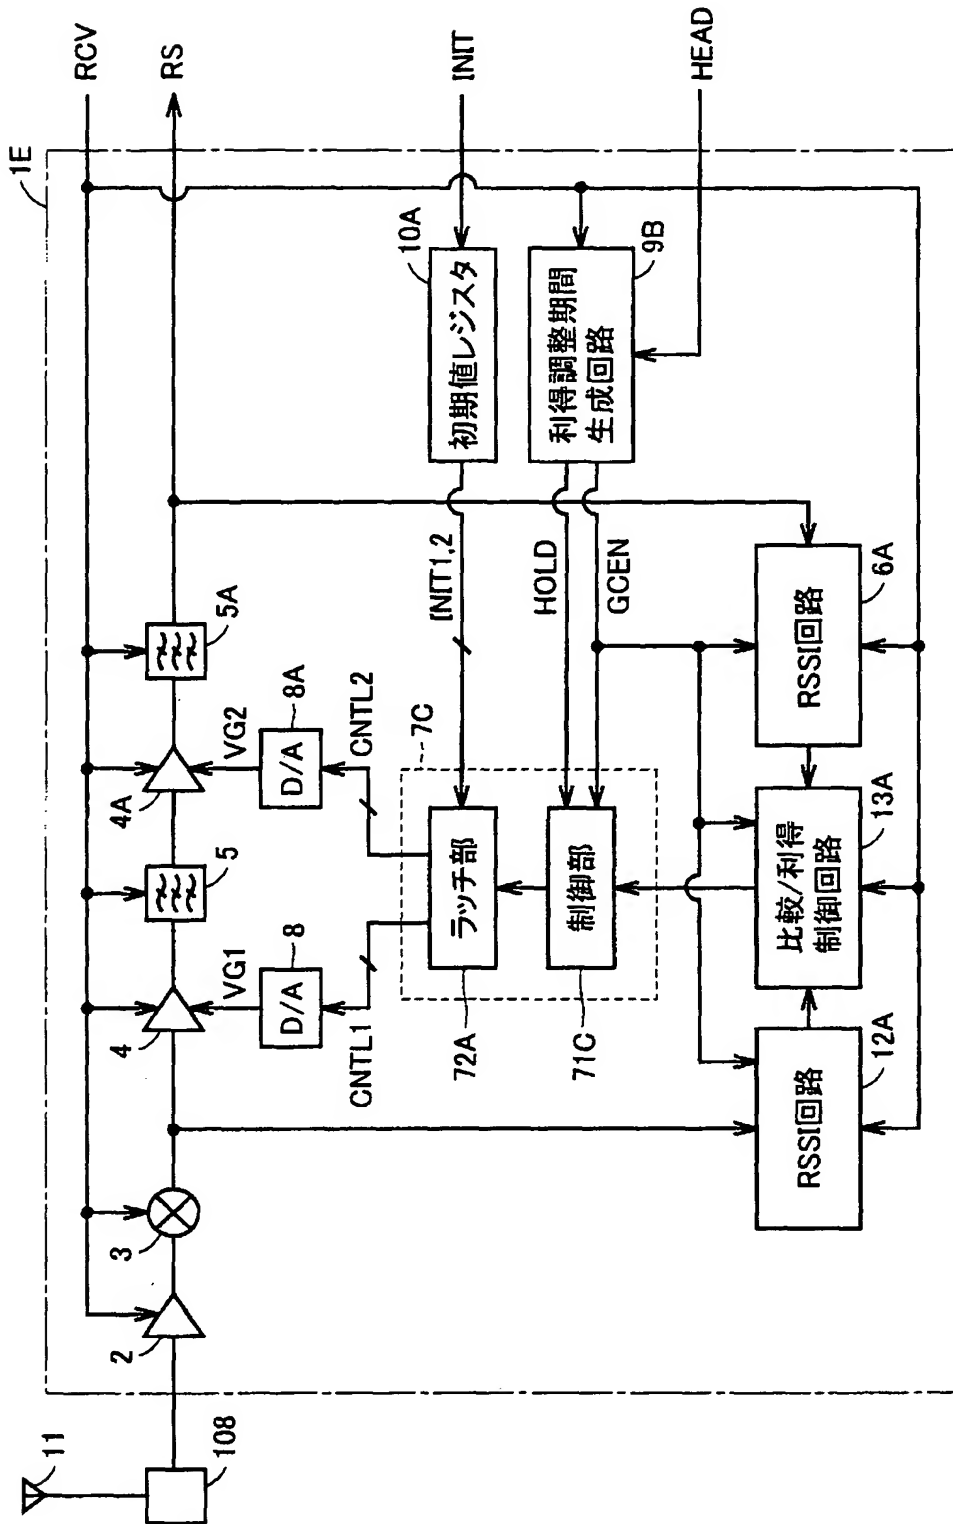 11
108
1E
RCV
RS
INIT
HEAD
2
3
4
5
4A
5A
VG1
VG2
8
D/A
8A
D/A
CNTL1
CNTL2
7C
ラッチ部
72A
制御部
71C
INIT1,2
HOLD
GCEN
10A
初期値レジスタ
9B
利得調整期間
生成回路
RSSI回路
12A
比較/利得
制御回路
13A
RSSI回路
6A